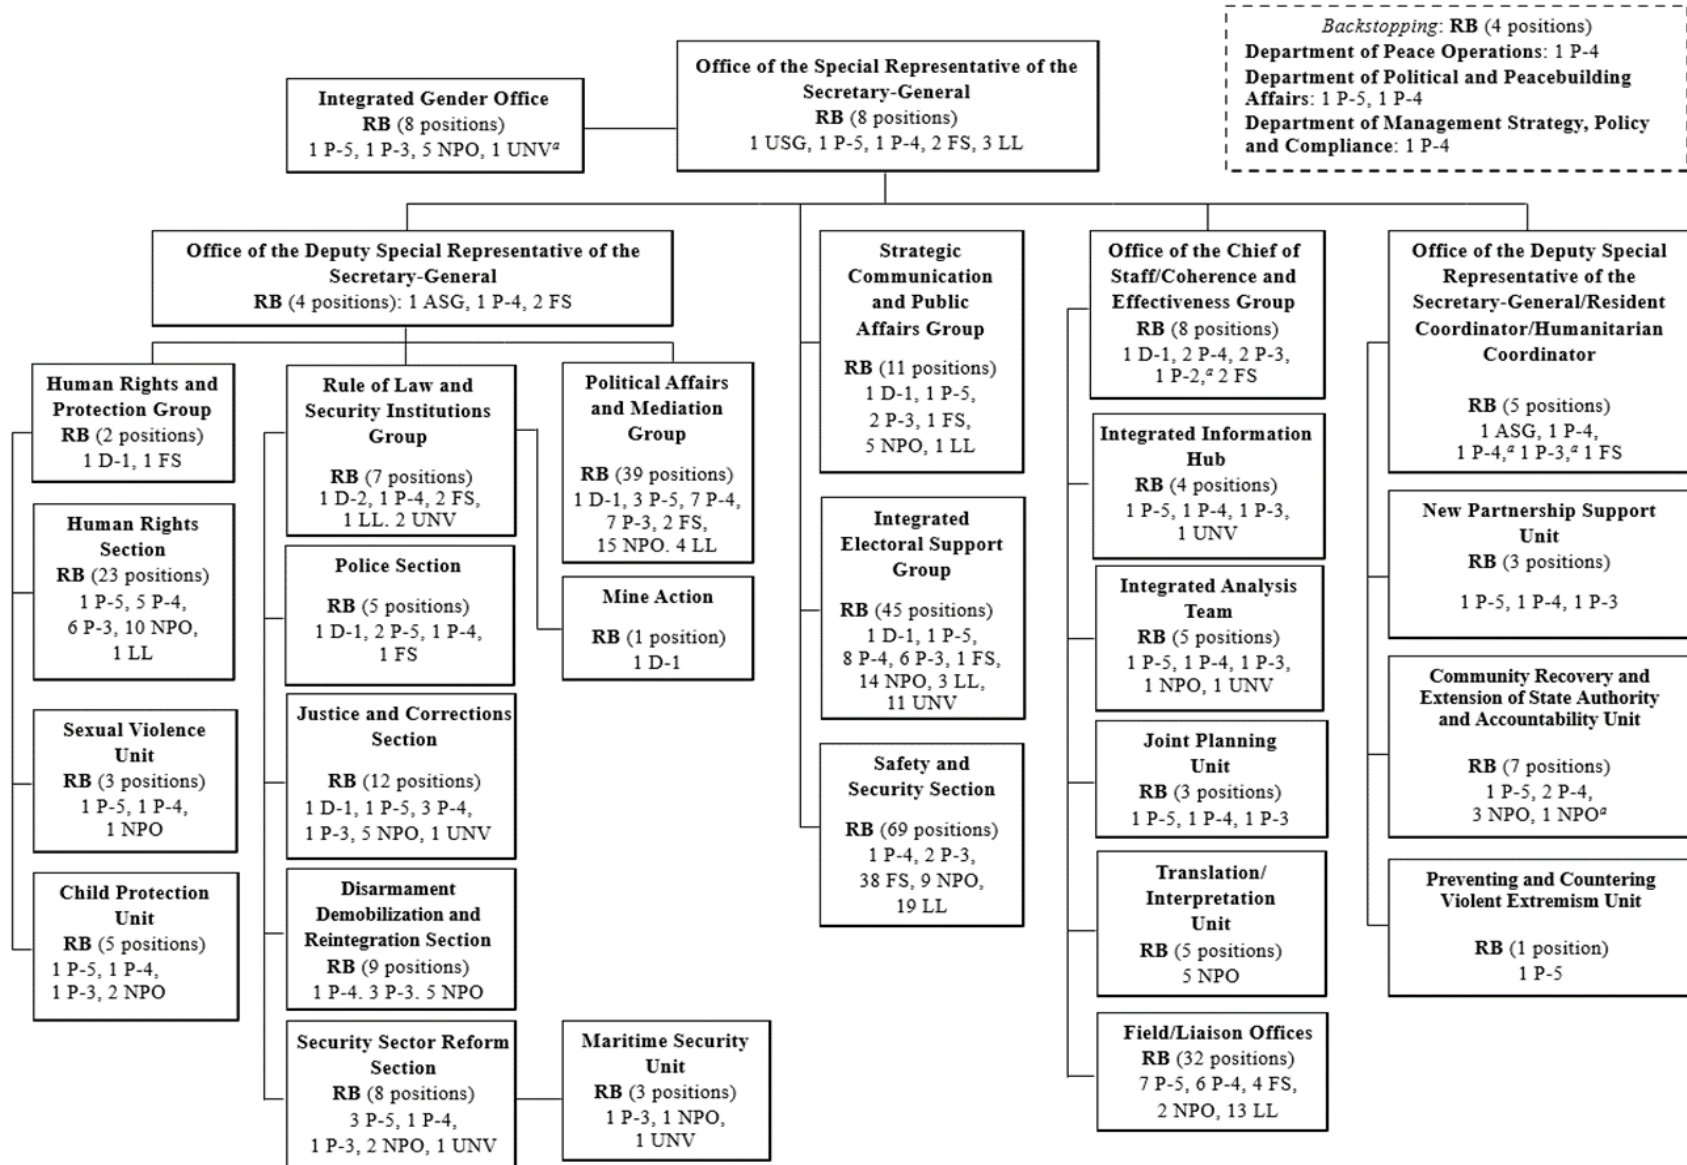 Backstopping: RB (4 positions)
Department of Peace Operations: 1 P-4
Department of Political and Peacebuilding
Affairs: 1 P-5, 1 P-4
Department of Management Strategy, Policy
and Compliance: 1 P-4
Office of the Special Representative of the
Secretary-General
RB (8 positions)
1 USG, 1 P-5, 1 P-4, 2 FS, 3 LL
Integrated Gender Office
RB (8 positions)
1 P-5, 1 P-3, 5 NPO, 1 UNVᵃ
Office of the Deputy Special Representative of the
Secretary-General
RB (4 positions): 1 ASG, 1 P-4, 2 FS
Human Rights and
Protection Group
RB (2 positions)
1 D-1, 1 FS
Human Rights
Section
RB (23 positions)
1 P-5, 5 P-4,
6 P-3, 10 NPO,
1 LL
Sexual Violence
Unit
RB (3 positions)
1 P-5, 1 P-4,
1 NPO
Child Protection
Unit
RB (5 positions)
1 P-5, 1 P-4,
1 P-3, 2 NPO
Rule of Law and
Security Institutions
Group
RB (7 positions)
1 D-2, 1 P-4, 2 FS,
1 LL. 2 UNV
Police Section
RB (5 positions)
1 D-1, 2 P-5, 1 P-4,
1 FS
Justice and Corrections
Section
RB (12 positions)
1 D-1, 1 P-5, 3 P-4,
1 P-3, 5 NPO, 1 UNV
Disarmament
Demobilization and
Reintegration Section
RB (9 positions)
1 P-4. 3 P-3. 5 NPO
Security Sector Reform
Section
RB (8 positions)
3 P-5, 1 P-4,
1 P-3, 2 NPO, 1 UNV
Political Affairs
and Mediation
Group
RB (39 positions)
1 D-1, 3 P-5, 7 P-4,
7 P-3, 2 FS,
15 NPO. 4 LL
Mine Action
RB (1 position)
1 D-1
Maritime Security
Unit
RB (3 positions)
1 P-3, 1 NPO,
1 UNV
Strategic
Communication
and Public
Affairs Group
RB (11 positions)
1 D-1, 1 P-5,
2 P-3, 1 FS,
5 NPO, 1 LL
Integrated
Electoral Support
Group
RB (45 positions)
1 D-1, 1 P-5,
8 P-4, 6 P-3, 1 FS,
14 NPO, 3 LL,
11 UNV
Safety and
Security Section
RB (69 positions)
1 P-4, 2 P-3,
38 FS, 9 NPO,
19 LL
Office of the Chief of
Staff/Coherence and
Effectiveness Group
RB (8 positions)
1 D-1, 2 P-4, 2 P-3,
1 P-2,ᵃ 2 FS
Integrated Information
Hub
RB (4 positions)
1 P-5, 1 P-4, 1 P-3,
1 UNV
Integrated Analysis
Team
RB (5 positions)
1 P-5, 1 P-4, 1 P-3,
1 NPO, 1 UNV
Joint Planning
Unit
RB (3 positions)
1 P-5, 1 P-4, 1 P-3
Translation/
Interpretation
Unit
RB (5 positions)
5 NPO
Field/Liaison Offices
RB (32 positions)
7 P-5, 6 P-4, 4 FS,
2 NPO, 13 LL
Office of the Deputy Special
Representative of the
Secretary-General/Resident
Coordinator/Humanitarian
Coordinator
RB (5 positions)
1 ASG, 1 P-4,
1 P-4,ᵃ 1 P-3,ᵃ 1 FS
New Partnership Support
Unit
RB (3 positions)
1 P-5, 1 P-4, 1 P-3
Community Recovery and
Extension of State Authority
and Accountability Unit
RB (7 positions)
1 P-5, 2 P-4,
3 NPO, 1 NPOᵃ
Preventing and Countering
Violent Extremism Unit
RB (1 position)
1 P-5